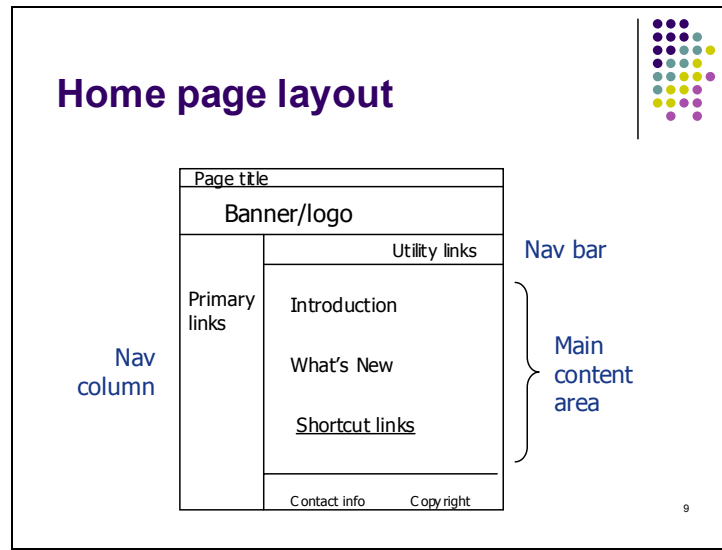 Home page layout
Page title
Banner/logo
Utility links
Nav bar
Primary
links
Introduction
What's New
Shortcut links
Nav
column
Main
content
area
Contact info
Copyright
9